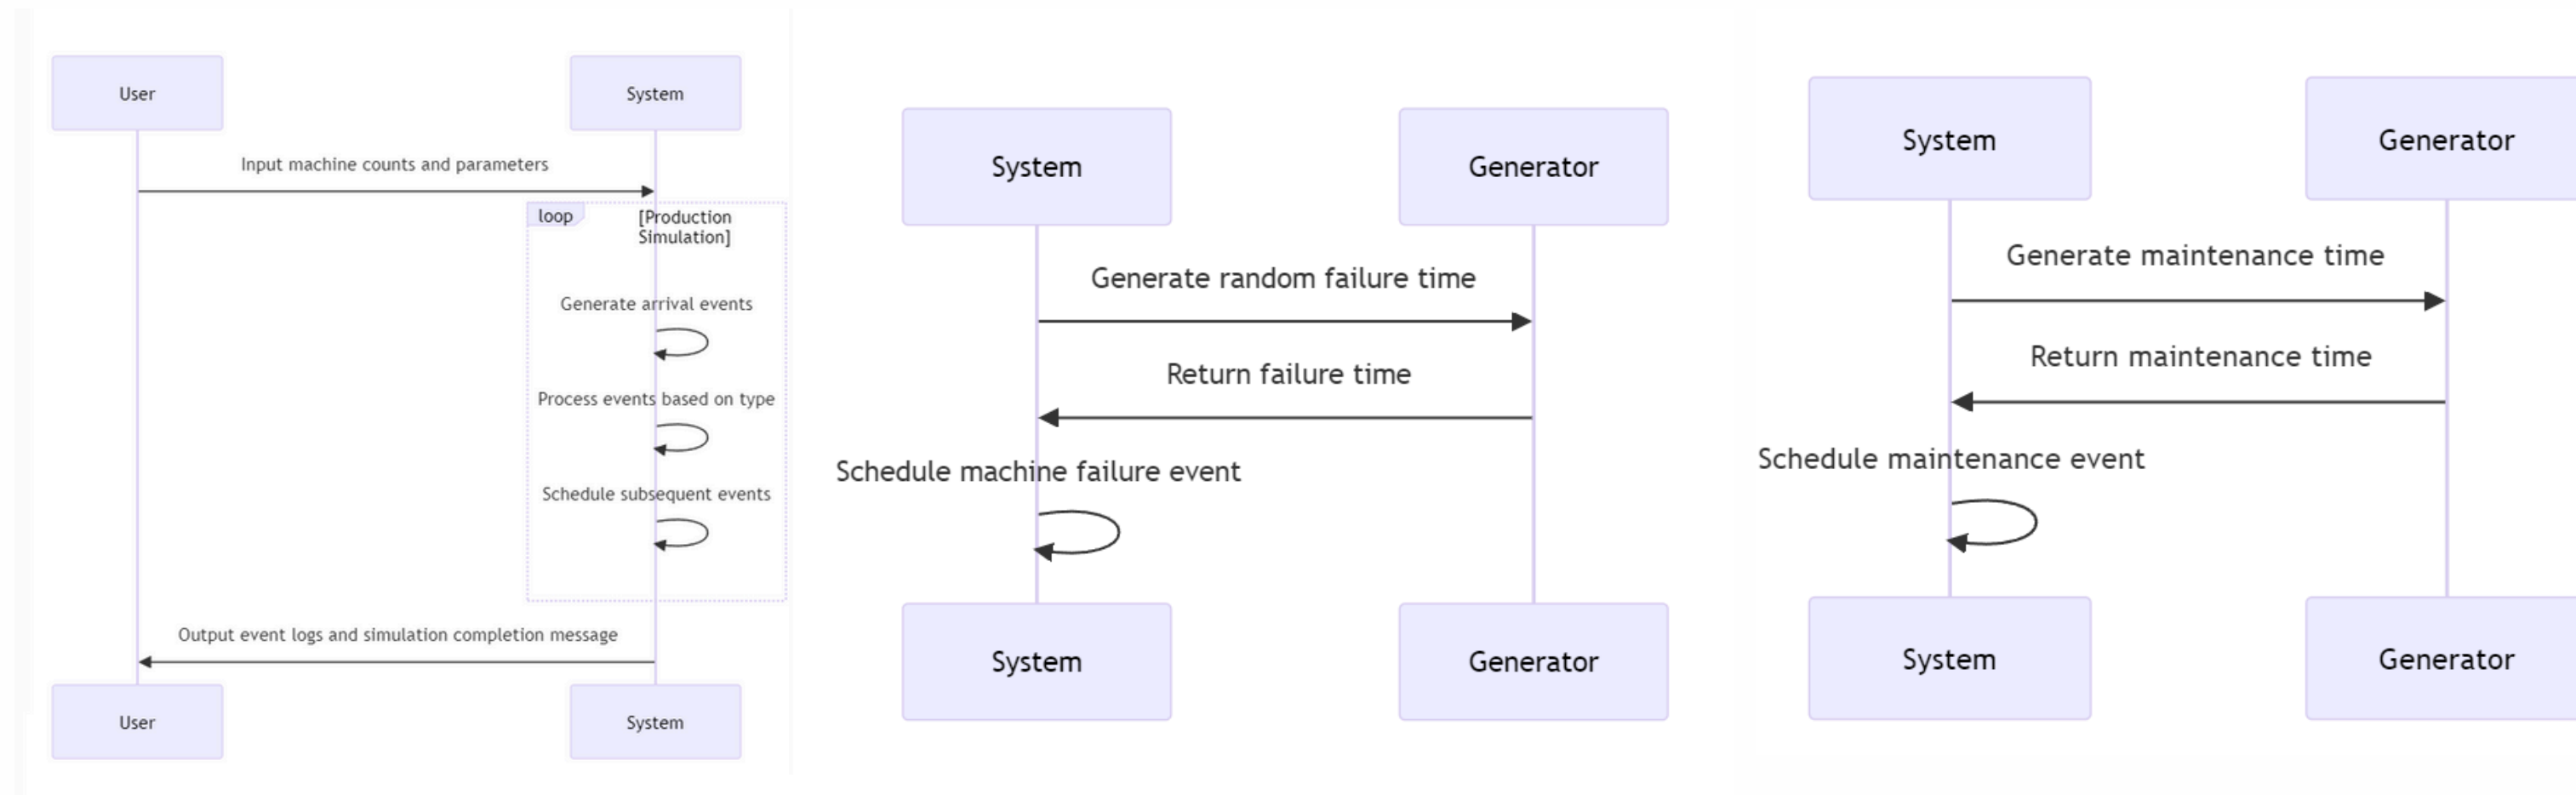 User
System
Input machine counts and parameters
loop
[Production
Simulation]
Generate arrival events
Process events based on type
Schedule subsequent events
Output event logs and simulation completion message
User
System
System
Generator
Generate random failure time
Return failure time
Schedule machine failure event
System
Generator
System
Generator
Generate maintenance time
Return maintenance time
Schedule maintenance event
System
Generator